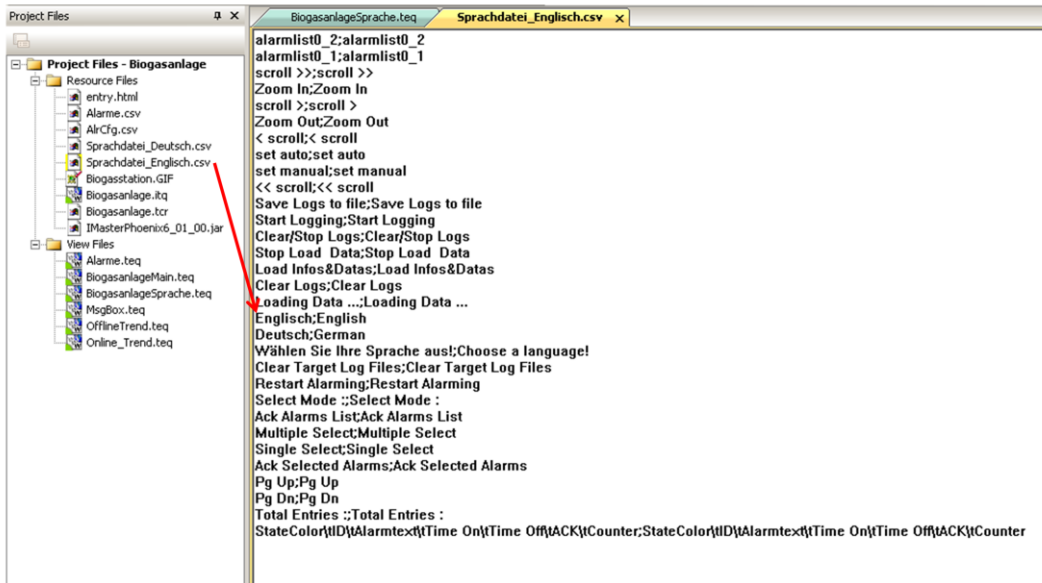 Project Files
Project Files - Biogasanlage
Resource Files
entry.html
Alarme.csv
AlrCfg.csv
Sprachdatei_Deutsch.csv
Sprachdatei_Englisch.csv
Biogasstation.GIF
Biogasanlage.itq
Biogasanlage.tcr
IMasterPhoenix6_01_00.jar
View Files
Alarme.teq
BiogasanlageMain.teq
BiogasanlageSprache.teq
MsgBox.teq
OfflineTrend.teq
Online_Trend.teq
BiogasanlageSprache.teq
Sprachdatei_Englisch.csv
alarmlist0_2;alarmlist0_2
alarmlist0_1;alarmlist0_1
scroll >>;scroll >>
Zoom In;Zoom In
scroll >;scroll >
Zoom Out;Zoom Out
< scroll;< scroll
set auto;set auto
set manual;set manual
<< scroll;<< scroll
Save Logs to file;Save Logs to file
Start Logging;Start Logging
Clear/Stop Logs;Clear/Stop Logs
Stop Load  Data;Stop Load  Data
Load Infos&Datas;Load Infos&Datas
Clear Logs;Clear Logs
Loading Data ...;Loading Data ...
Englisch;English
Deutsch;German
Wählen Sie Ihre Sprache aus!;Choose a language!
Clear Target Log Files;Clear Target Log Files
Restart Alarming;Restart Alarming
Select Mode :;Select Mode :
Ack Alarms List;Ack Alarms List
Multiple Select;Multiple Select
Single Select;Single Select
Ack Selected Alarms;Ack Selected Alarms
Pg Up;Pg Up
Pg Dn;Pg Dn
Total Entries :;Total Entries :
StateColor\tID\tAlarmtext\tTime On\tTime Off\tACK\tCounter;StateColor\tID\tAlarmtext\tTime On\tTime Off\tACK\tCounter